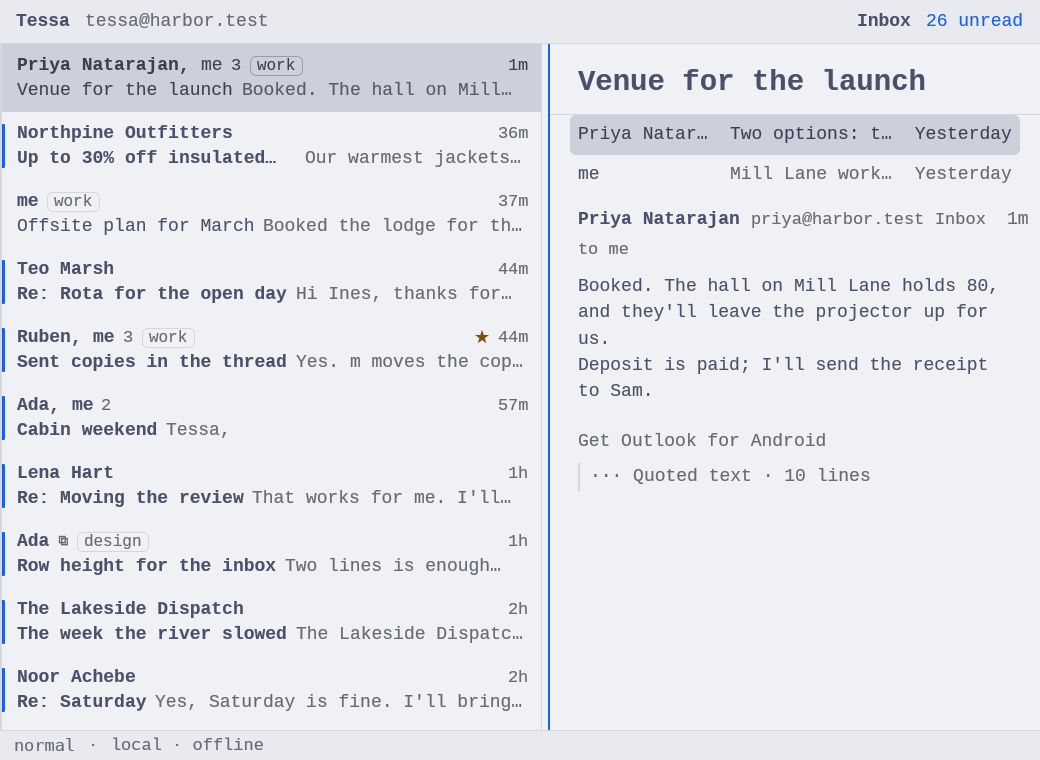 Tessa tessa@harbor.test
Inbox 26 unread
Priya Natarajan, me 3 work 1m
Venue for the launch Booked. The hall on Mill…
Northpine Outfitters 36m
Up to 30% off insulated… Our warmest jackets…
me work 37m
Offsite plan for March Booked the lodge for th…
Teo Marsh 44m
Re: Rota for the open day Hi Ines, thanks for…
Ruben, me 3 work ★ 44m
Sent copies in the thread Yes. m moves the cop…
Ada, me 2 57m
Cabin weekend Tessa,
Lena Hart 1h
Re: Moving the review That works for me. I'll…
Ada design 1h
Row height for the inbox Two lines is enough…
The Lakeside Dispatch 2h
The week the river slowed The Lakeside Dispatc…
Noor Achebe 2h
Re: Saturday Yes, Saturday is fine. I'll bring…
Venue for the launch
Priya Natar… Two options: t… Yesterday
me Mill Lane work… Yesterday
Priya Natarajan priya@harbor.test Inbox 1m
to me
Booked. The hall on Mill Lane holds 80,
and they'll leave the projector up for
us.
Deposit is paid; I'll send the receipt
to Sam.
Get Outlook for Android
··· Quoted text · 10 lines
normal · local · offline